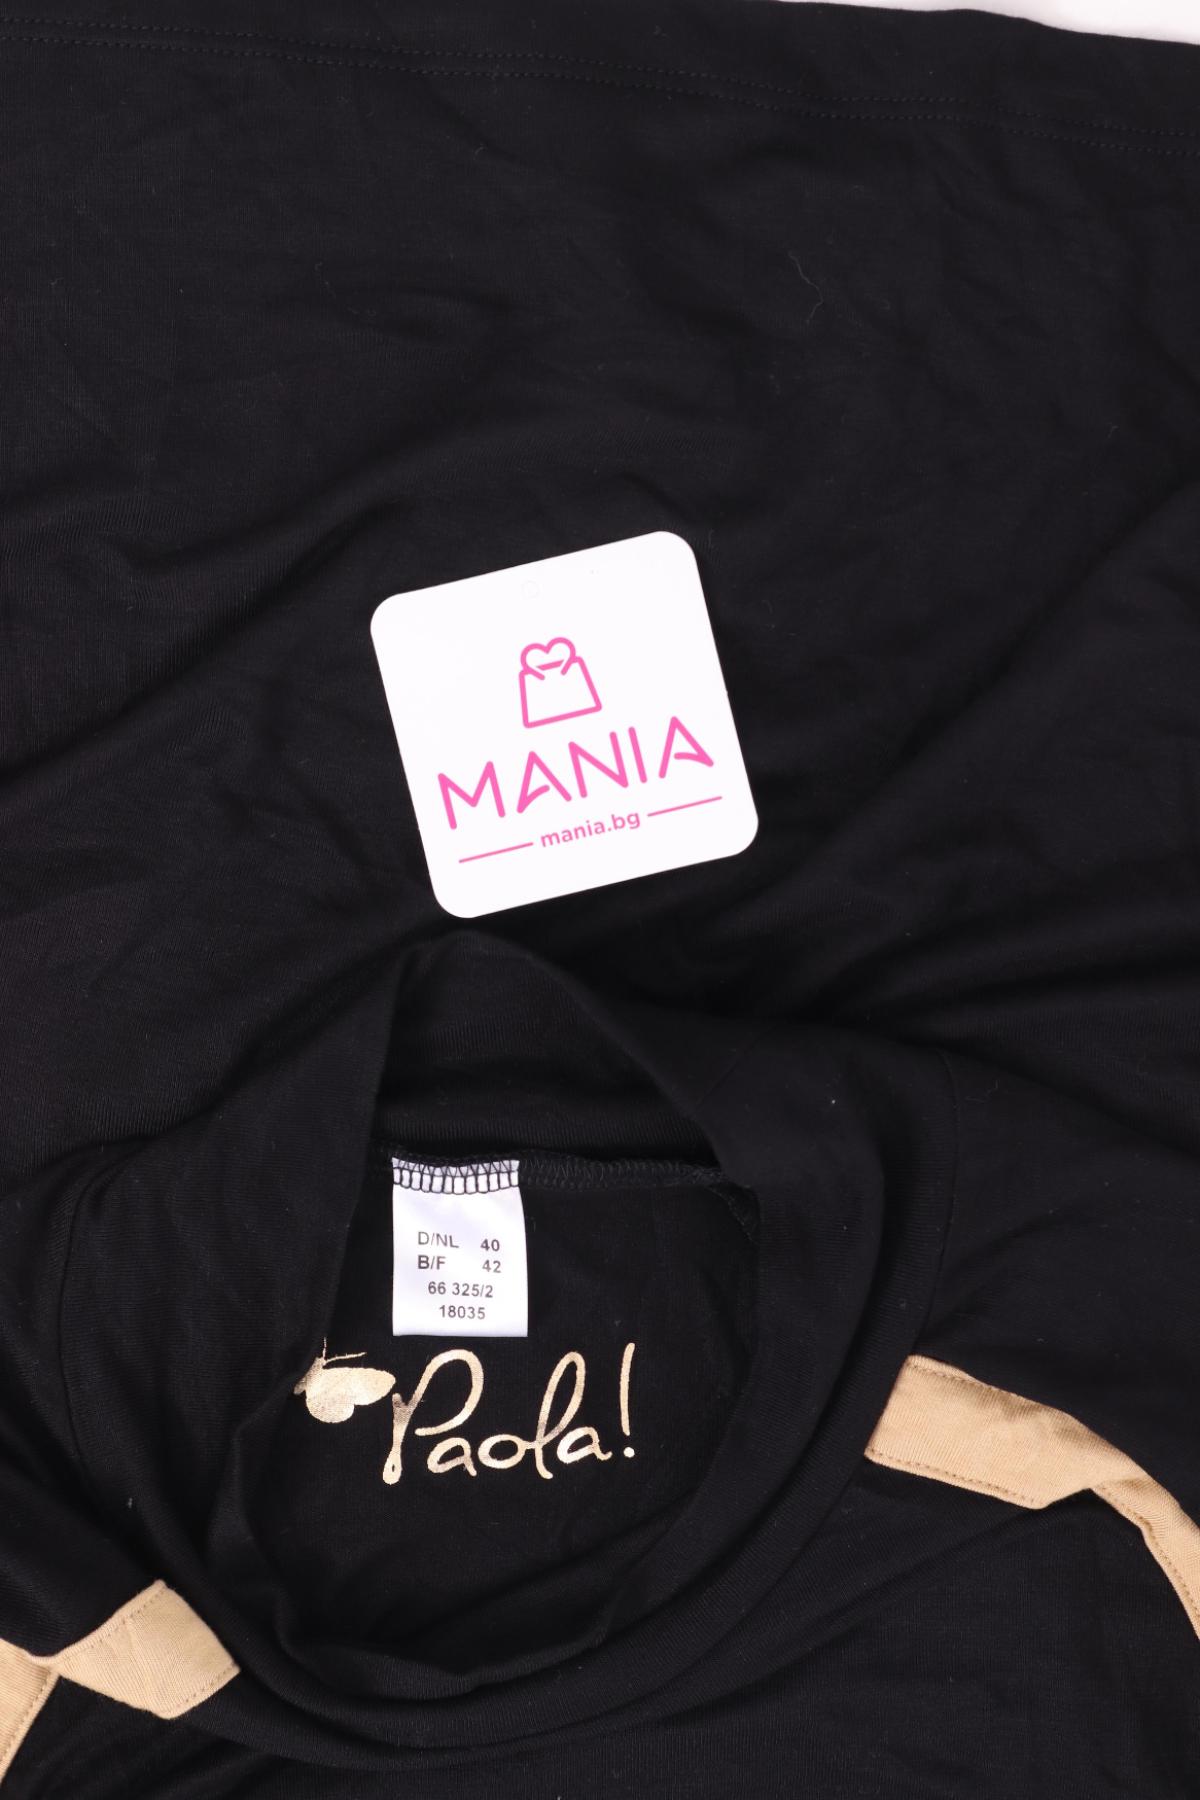 MANIA
mania.bg
D/NL 40
B/F 42
66 325/2
18035
Paola!